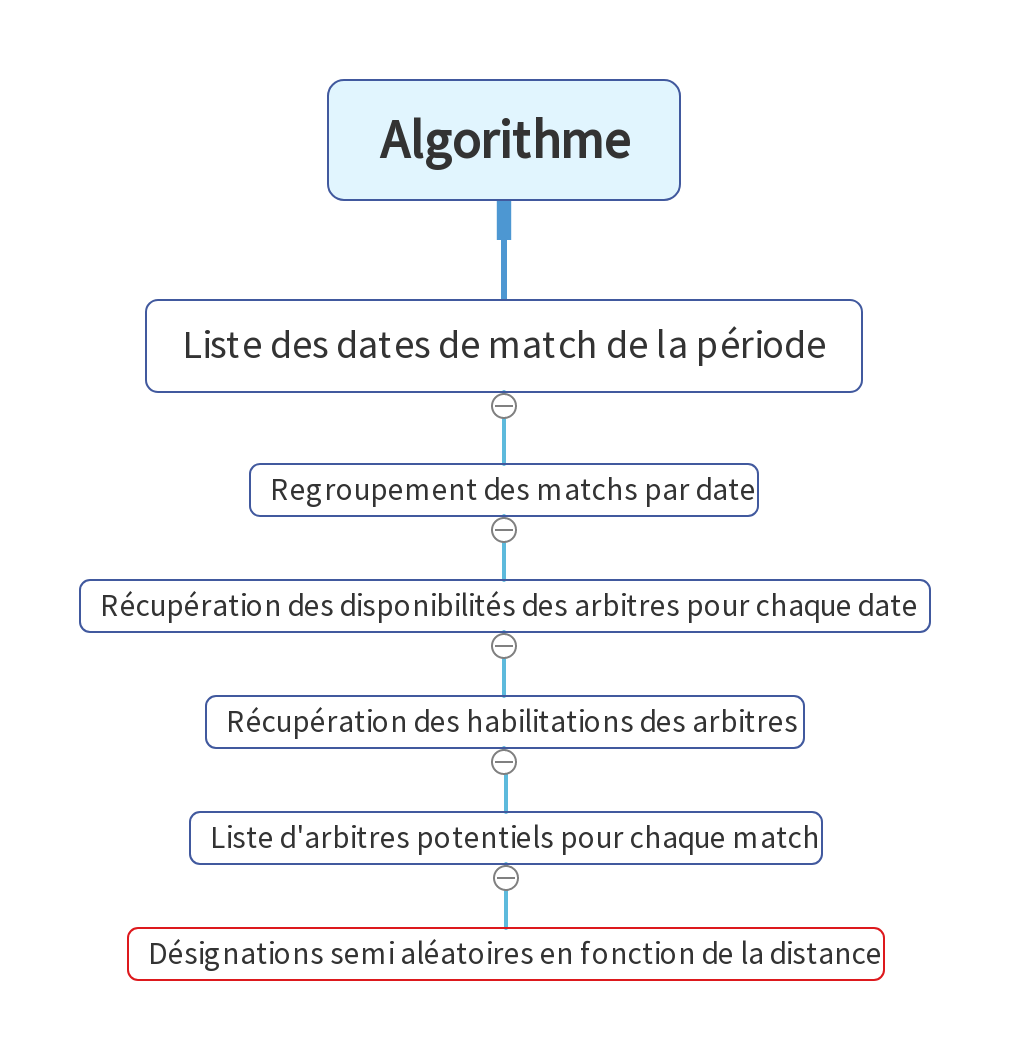 Algorithme
Liste des dates de match de la période
Regroupement des matchs par date
Récupération des disponibilités des arbitres pour chaque date
Récupération des habilitations des arbitres
Liste d'arbitres potentiels pour chaque match
Désignations semi aléatoires en fonction de la distance